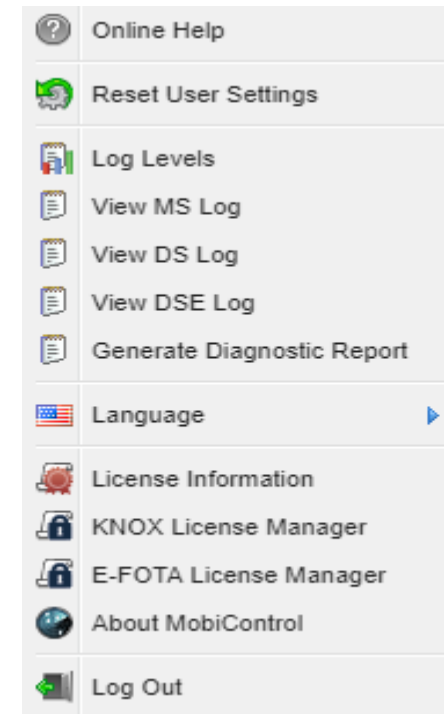 Online Help
Reset User Settings
Log Levels
View MS Log
View DS Log
View DSE Log
Generate Diagnostic Report
Language
License Information
KNOX License Manager
E-FOTA License Manager
About MobiControl
Log Out